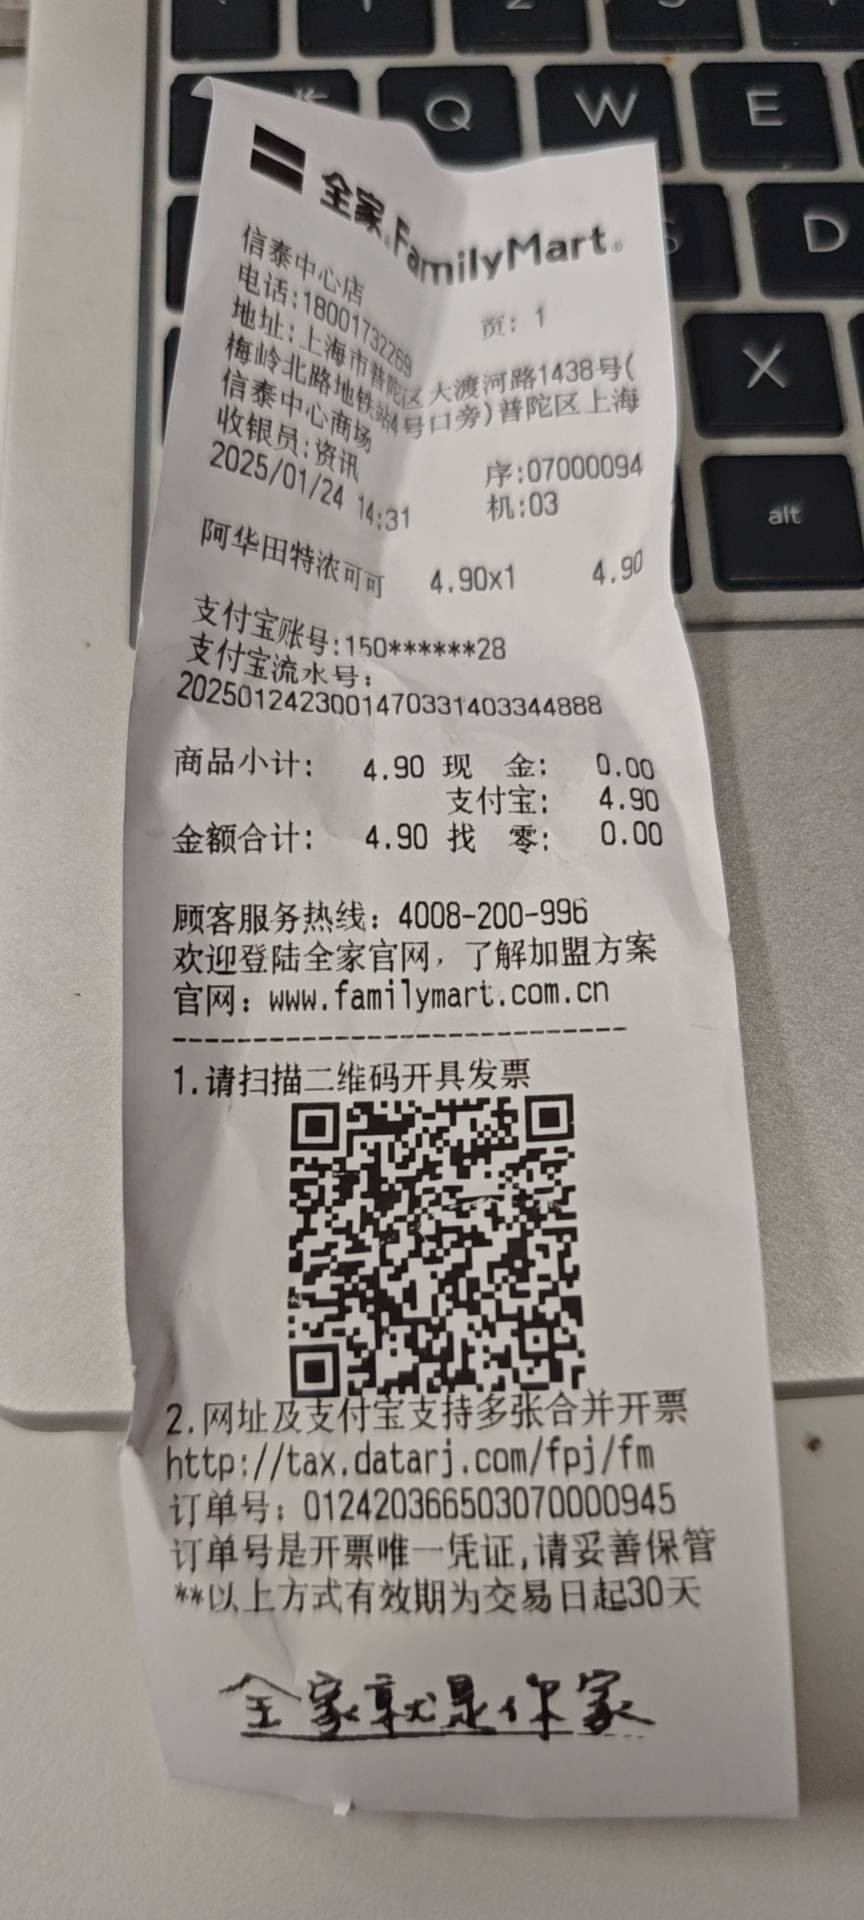 Q W E
S D
X
alt
全家 FamilyMart®
信泰中心店
电话:18001732269 页: 1
地址:上海市普陀区大渡河路1438号(
梅岭北路地铁站4号口旁)普陀区上海
信泰中心商场
收银员:资讯 序:07000094
2025/01/24 14:31 机:03
阿华田特浓可可 4.90x1 4.90
支付宝账号:150******28
支付宝流水号:
2025012423001470331403344888
商品小计: 4.90 现 金: 0.00
支付宝: 4.90
金额合计: 4.90 找 零: 0.00
顾客服务热线: 4008-200-996
欢迎登陆全家官网，了解加盟方案
官网: www.familymart.com.cn
----------------------------
1.请扫描二维码开具发票
2.网址及支付宝支持多张合并开票
http://tax.datarj.com/fpj/fm
订单号: 0124203665030700009​45
订单号是开票唯一凭证,请妥善保管
**以上方式有效期为交易日起30天
全家就是你家